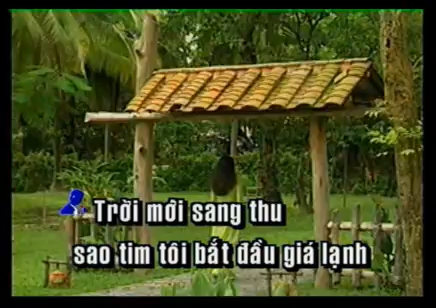 Trời mới sang thu
sao tim tôi bắt đầu giá lạnh